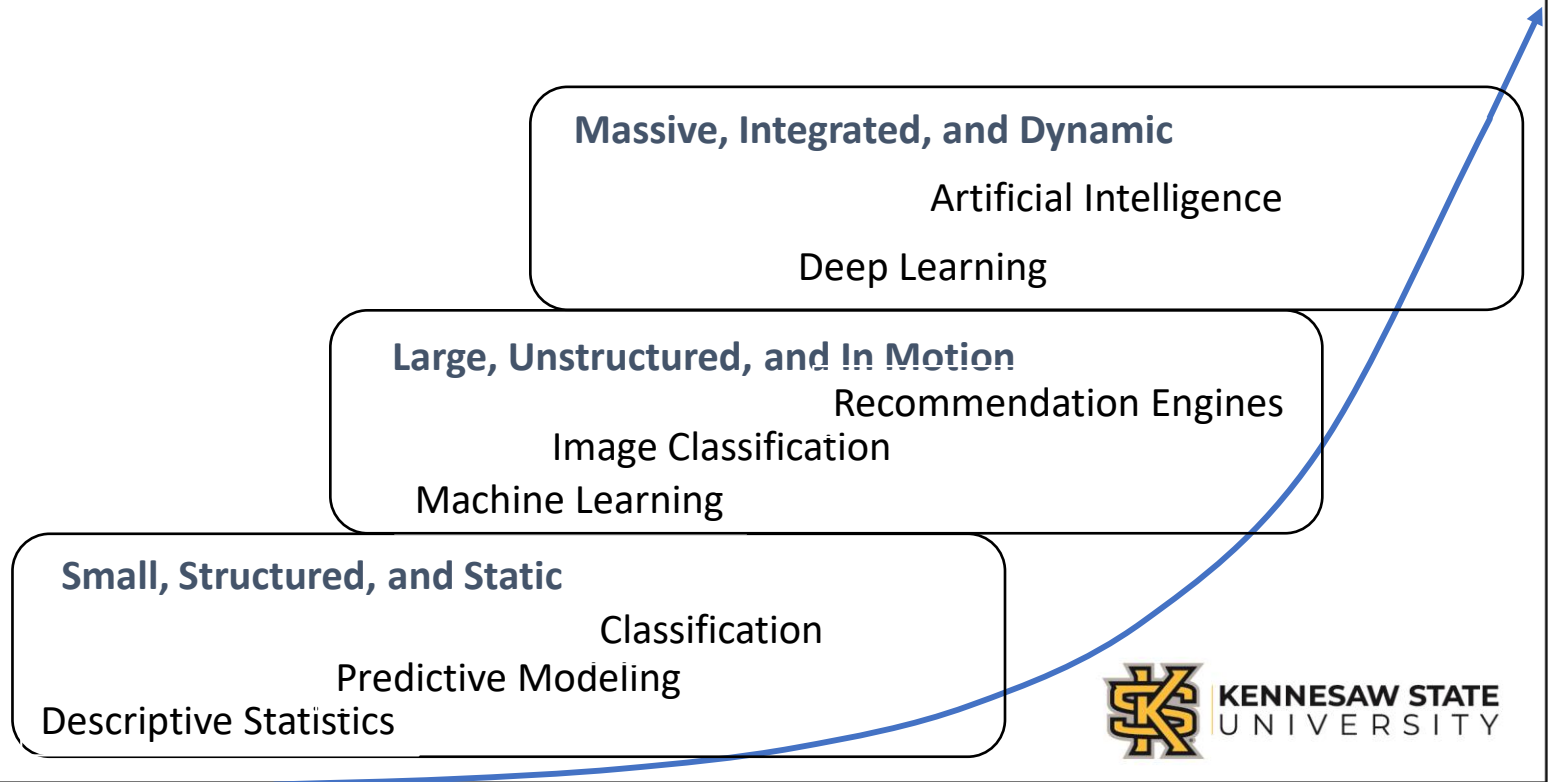 Massive, Integrated, and Dynamic
Artificial Intelligence
Deep Learning
Large, Unstructured, and In Motion
Recommendation Engines
Image Classification
Machine Learning
Small, Structured, and Static
Classification
Predictive Modeling
Descriptive Statistics
KS
KENNESAW STATE
UNIVERSITY